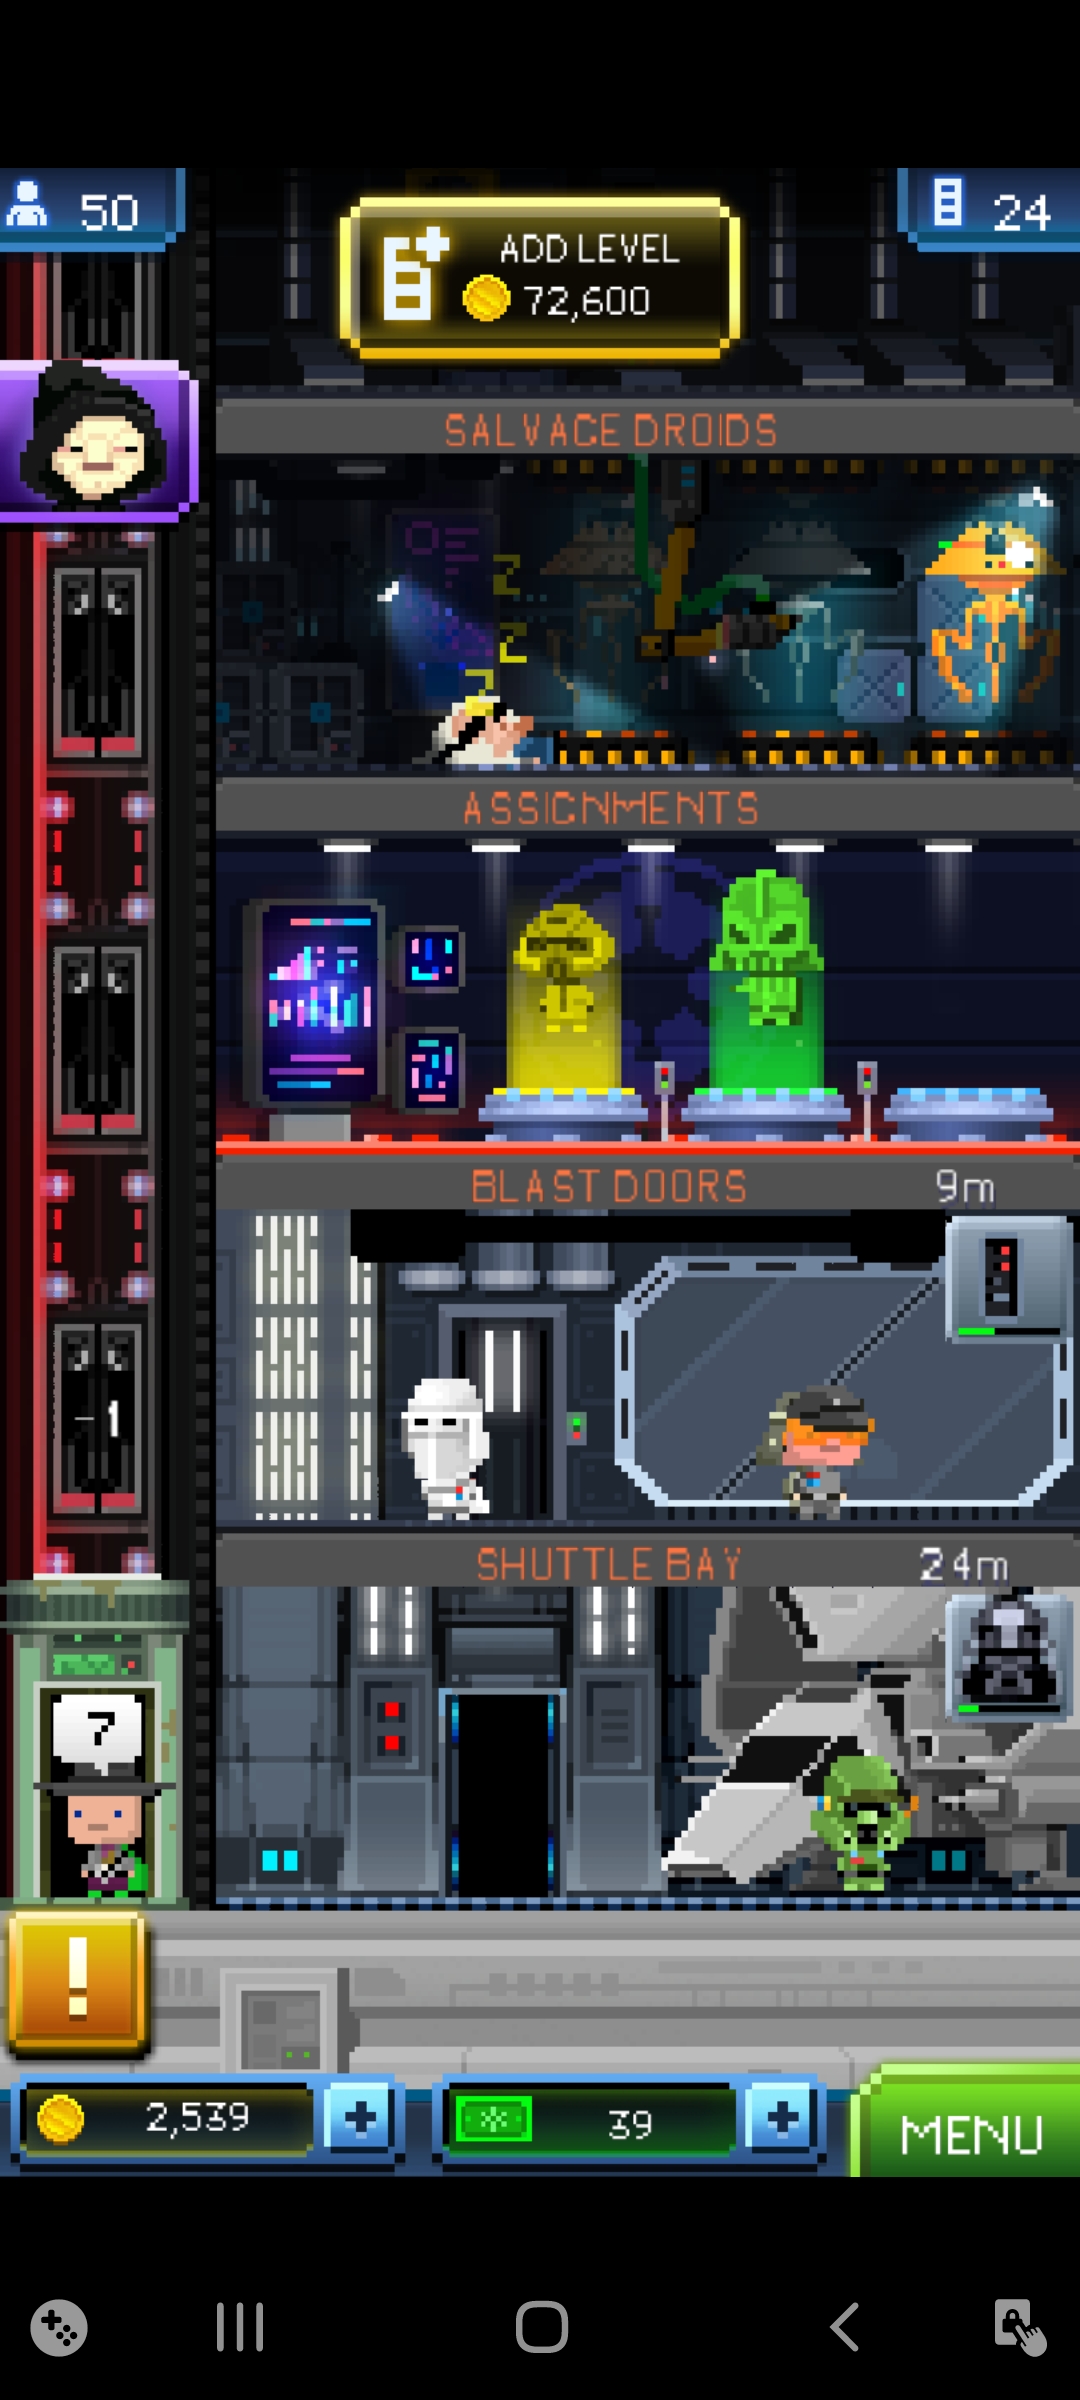 50
ADD LEVEL
72,600
24
SALVAGE DROIDS
Z
Z
Z
ASSIGNMENTS
BLAST DOORS
9m
-1
SHUTTLE BAY
24m
7
!
2,539
+
39
+
MENU